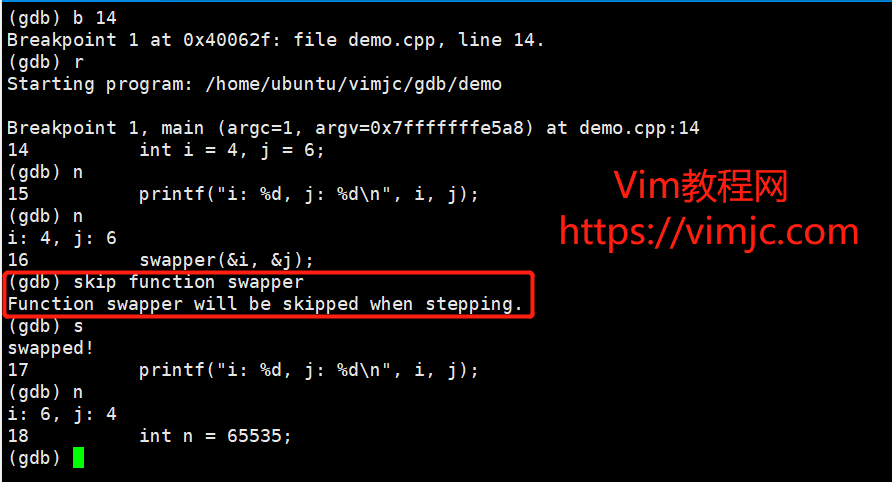 (gdb) b 14
Breakpoint 1 at 0x40062f: file demo.cpp, line 14.
(gdb) r
Starting program: /home/ubuntu/vimjc/gdb/demo
Breakpoint 1, main (argc=1, argv=0x7fffffffe5a8) at demo.cpp:14
14          int i = 4, j = 6;
(gdb) n
15          printf("i: %d, j: %d\n", i, j);
(gdb) n
i: 4, j: 6
16          swapper(&i, &j);
(gdb) skip function swapper
Function swapper will be skipped when stepping.
(gdb) s
swapped!
17          printf("i: %d, j: %d\n", i, j);
(gdb) n
i: 6, j: 4
18          int n = 65535;
(gdb)
Vim教程网
https://vimjc.com